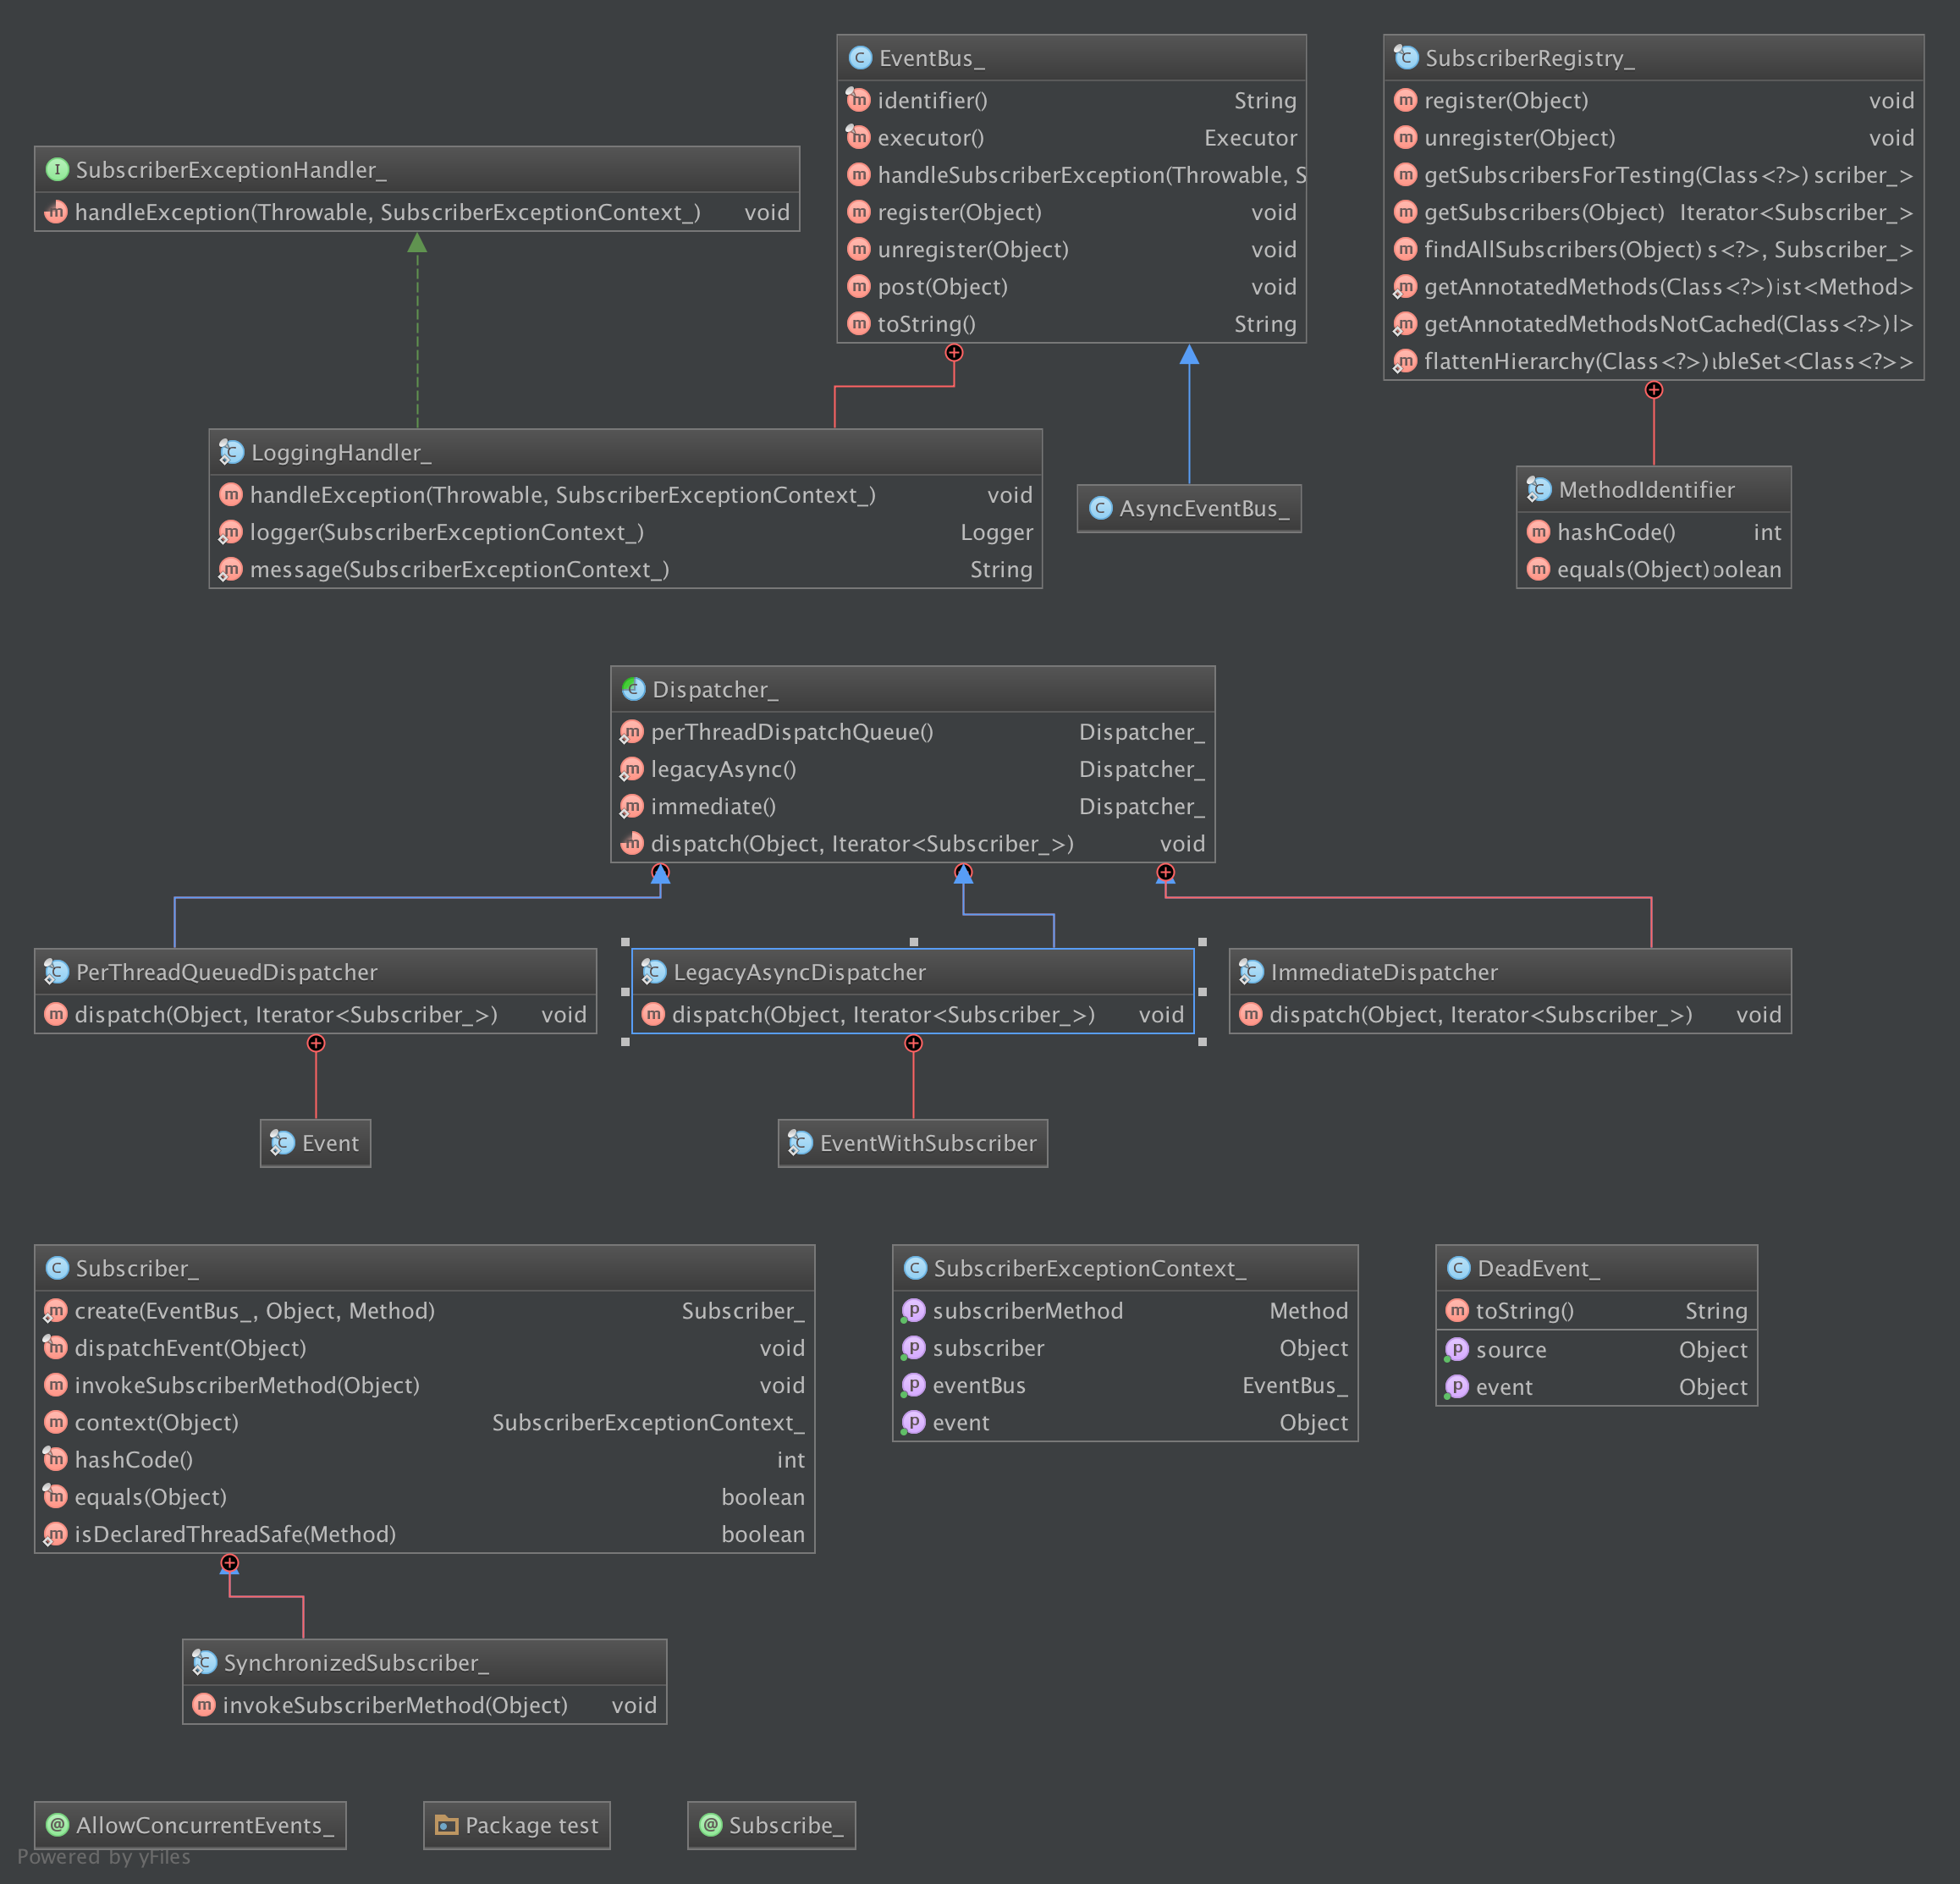 EventBus_
identifier() String
executor() Executor
handleSubscriberException(Throwable, S
register(Object) void
unregister(Object) void
post(Object) void
toString() String
SubscriberRegistry_
register(Object) void
unregister(Object) void
getSubscribersForTesting(Class<?>) scriber_>
getSubscribers(Object) Iterator<Subscriber_>
findAllSubscribers(Object) s<?>, Subscriber_>
getAnnotatedMethods(Class<?>) ist<Method>
getAnnotatedMethodsNotCached(Class<?>) l>
flattenHierarchy(Class<?>) ableSet<Class<?>>
SubscriberExceptionHandler_
handleException(Throwable, SubscriberExceptionContext_) void
LoggingHandler_
handleException(Throwable, SubscriberExceptionContext_) void
logger(SubscriberExceptionContext_) Logger
message(SubscriberExceptionContext_) String
AsyncEventBus_
MethodIdentifier
hashCode() int
equals(Object) oolean
Dispatcher_
perThreadDispatchQueue() Dispatcher_
legacyAsync() Dispatcher_
immediate() Dispatcher_
dispatch(Object, Iterator<Subscriber_>) void
PerThreadQueuedDispatcher
dispatch(Object, Iterator<Subscriber_>) void
LegacyAsyncDispatcher
dispatch(Object, Iterator<Subscriber_>) void
ImmediateDispatcher
dispatch(Object, Iterator<Subscriber_>) void
Event
EventWithSubscriber
Subscriber_
create(EventBus_, Object, Method) Subscriber_
dispatchEvent(Object) void
invokeSubscriberMethod(Object) void
context(Object) SubscriberExceptionContext_
hashCode() int
equals(Object) boolean
isDeclaredThreadSafe(Method) boolean
SubscriberExceptionContext_
subscriberMethod Method
subscriber Object
eventBus EventBus_
event Object
DeadEvent_
toString() String
source Object
event Object
SynchronizedSubscriber_
invokeSubscriberMethod(Object) void
AllowConcurrentEvents_
Package test
Subscribe_
Powered by yFiles